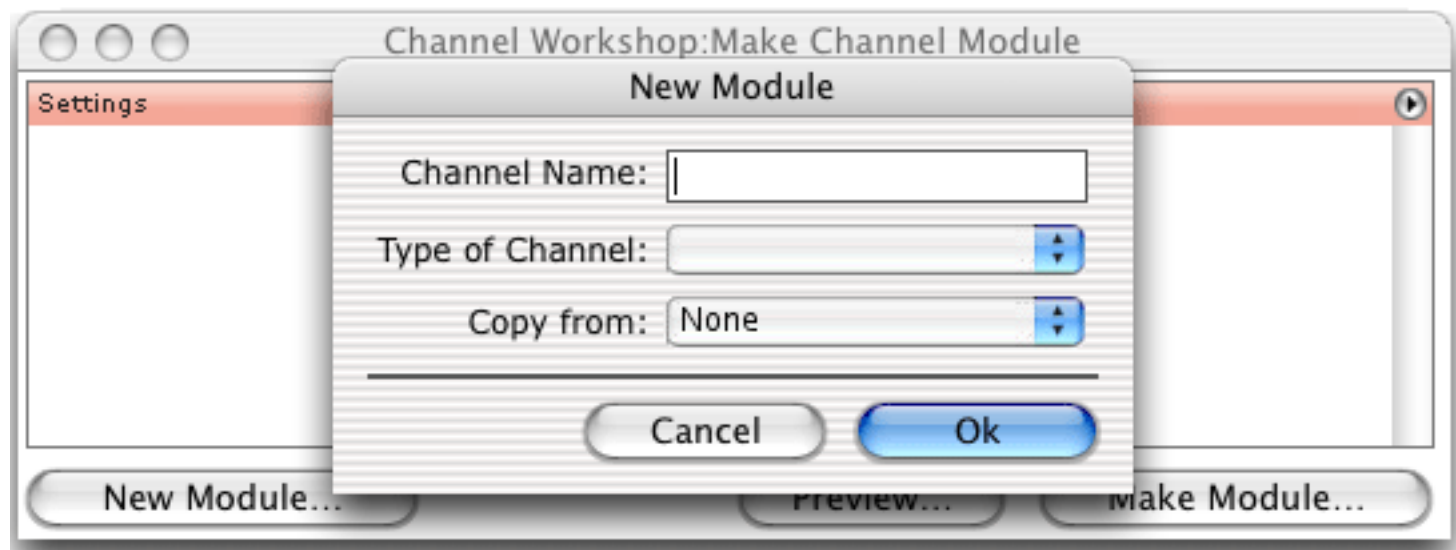 Channel Workshop:Make Channel Module
New Module
Settings
Channel Name:
Type of Channel:
Copy from: None
Cancel Ok
New Module... Preview... Make Module...